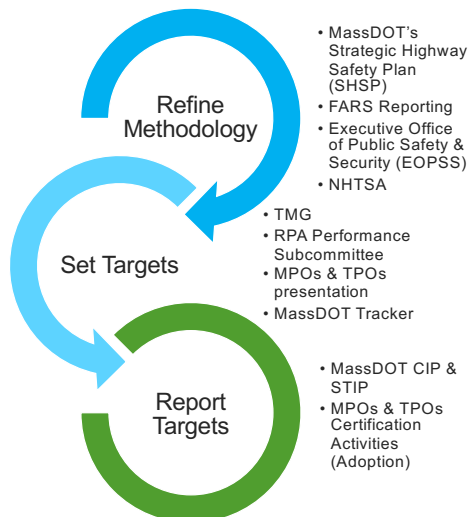 Refine
Methodology
• MassDOT's
Strategic Highway
Safety Plan
(SHSP)
• FARS Reporting
• Executive Office
of Public Safety &
Security (EOPSS)
• NHTSA
Set Targets
• TMG
• RPA Performance
Subcommittee
• MPOs & TPOs
presentation
• MassDOT Tracker
Report
Targets
• MassDOT CIP &
STIP
• MPOs & TPOs
Certification
Activities
(Adoption)